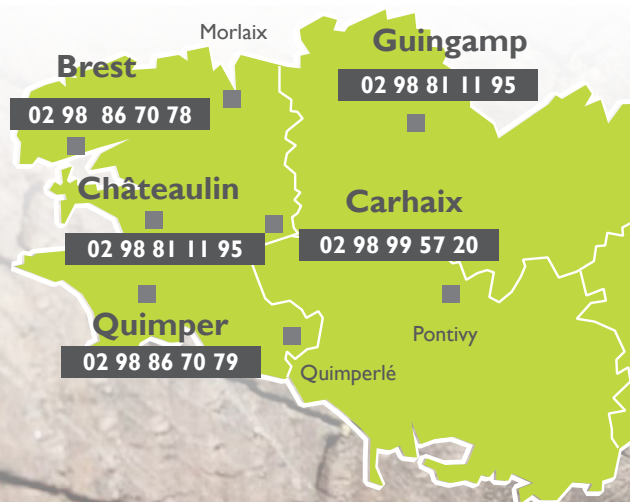 Morlaix
Guingamp
02 98 81 11 95
Brest
02 98 86 70 78
Châteaulin
02 98 81 11 95
Carhaix
02 98 99 57 20
Quimper
02 98 86 70 79
Pontivy
Quimperlé